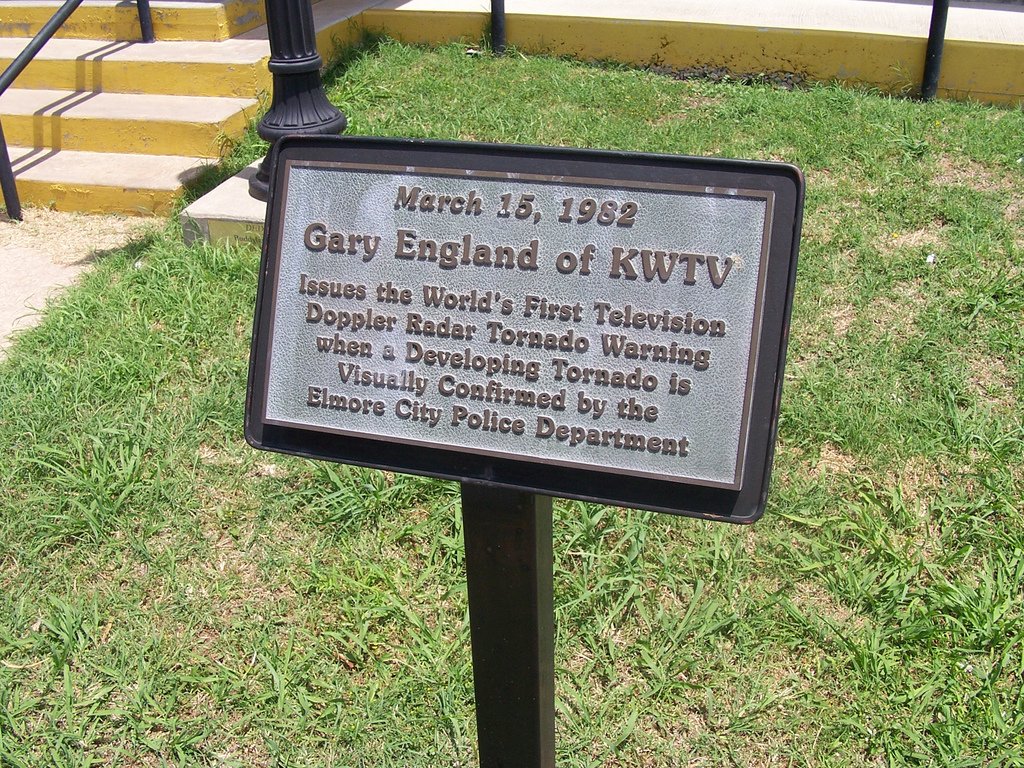 March 15, 1982
Gary England of KWTV
Issues the World's First Television
Doppler Radar Tornado Warning
when a Developing Tornado is
Visually Confirmed by the
Elmore City Police Department